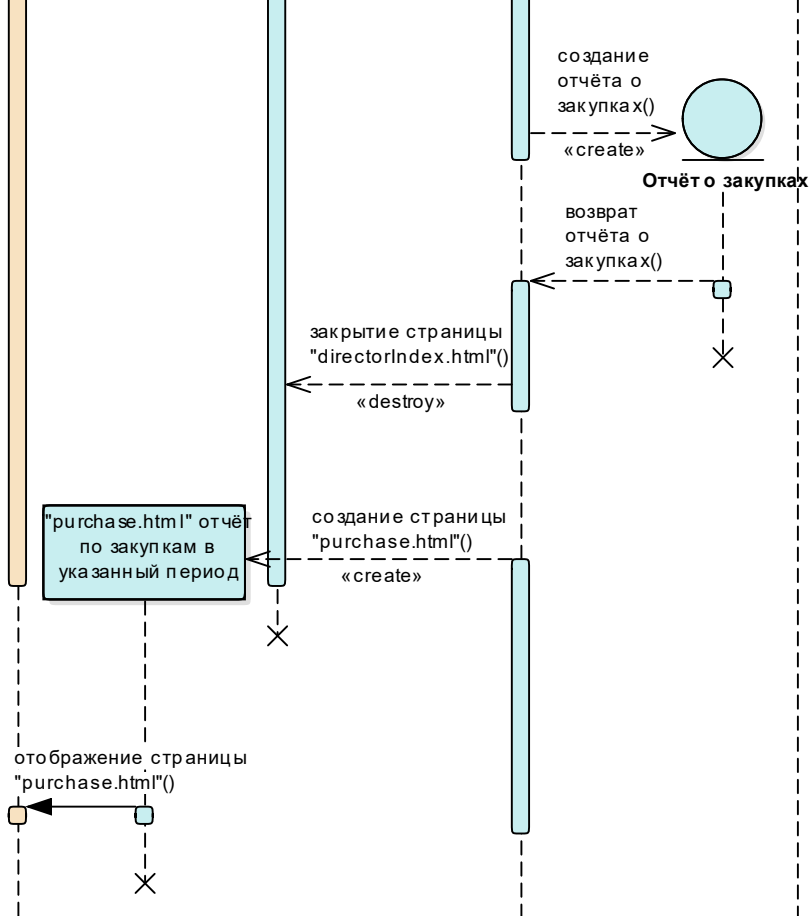 создание
отчёта о
закупках()
«create»
Отчёт о закупках
возврат
отчёта о
закупка()
закрытие страницы
"directorIndex.html"()
«destroy»
"purchase.html" отчёт
по закупкам в
указанный период
создание страницы
"purchase.html"()
«create»
отображение страницы
"purchase.html"()